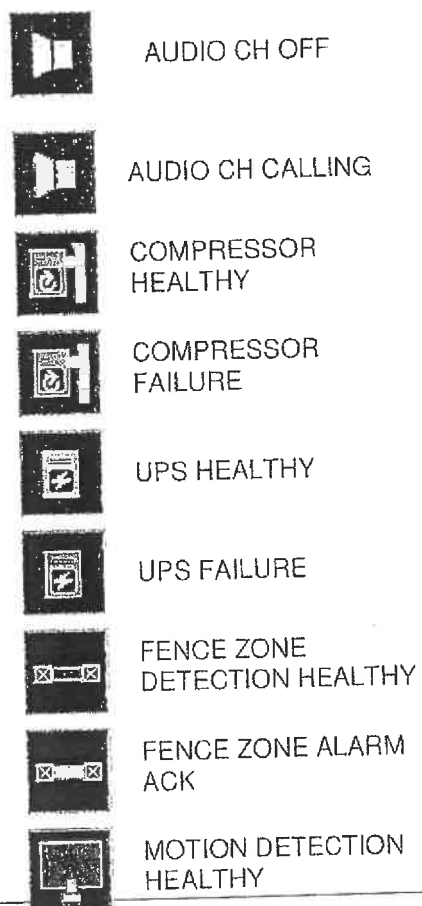 AUDIO CH OFF
AUDIO CH CALLING
COMPRESSOR
HEALTHY
COMPRESSOR
FAILURE
UPS HEALTHY
UPS FAILURE
FENCE ZONE
DETECTION HEALTHY
FENCE ZONE ALARM
ACK
MOTION DETECTION
HEALTHY